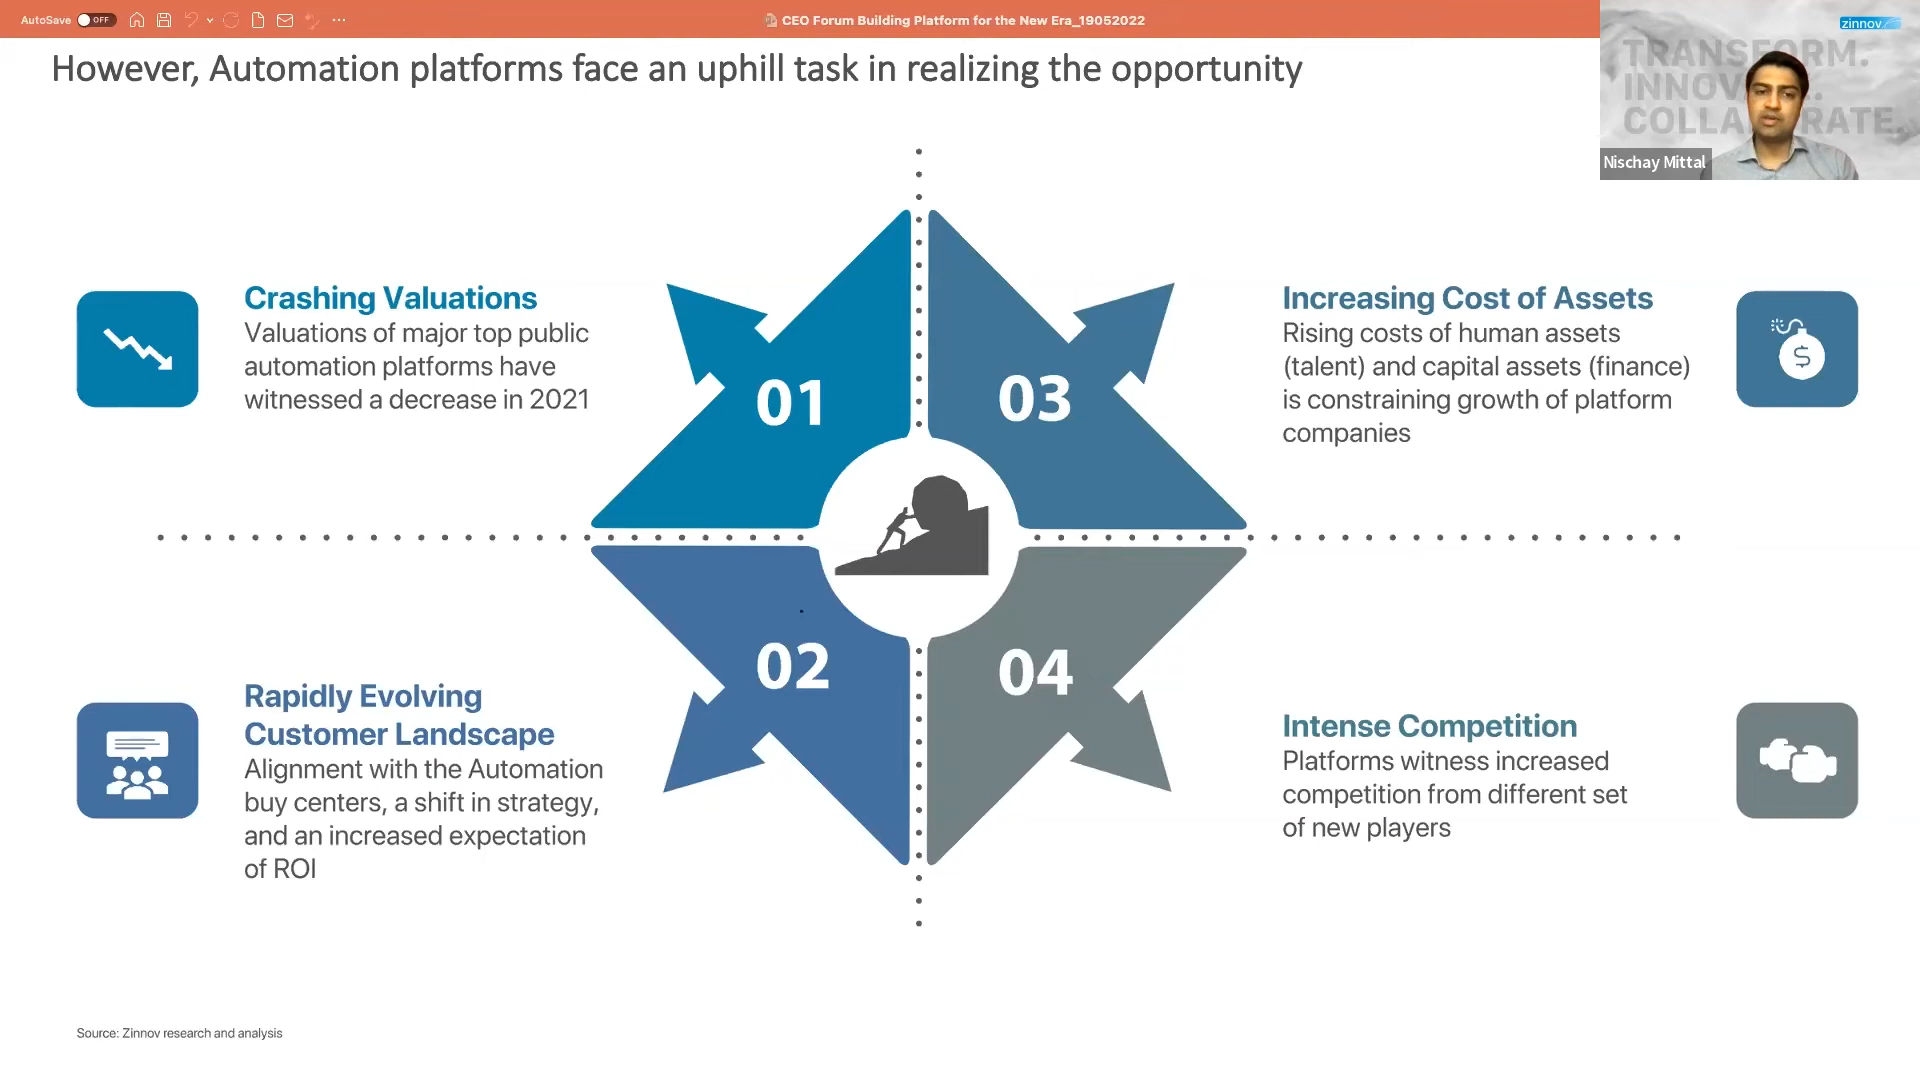 AutoSave OFF
CEO Forum Building Platform for the New Era_19052022
zinnov
However, Automation platforms face an uphill task in realizing the opportunity
Nischay Mittal
Crashing Valuations
Valuations of major top public
automation platforms have
witnessed a decrease in 2021
01
03
Increasing Cost of Assets
Rising costs of human assets
(talent) and capital assets (finance)
is constraining growth of platform
companies
$
Rapidly Evolving
Customer Landscape
Alignment with the Automation
buy centers, a shift in strategy,
and an increased expectation
of ROI
02
04
Intense Competition
Platforms witness increased
competition from different set
of new players
Source: Zinnov research and analysis